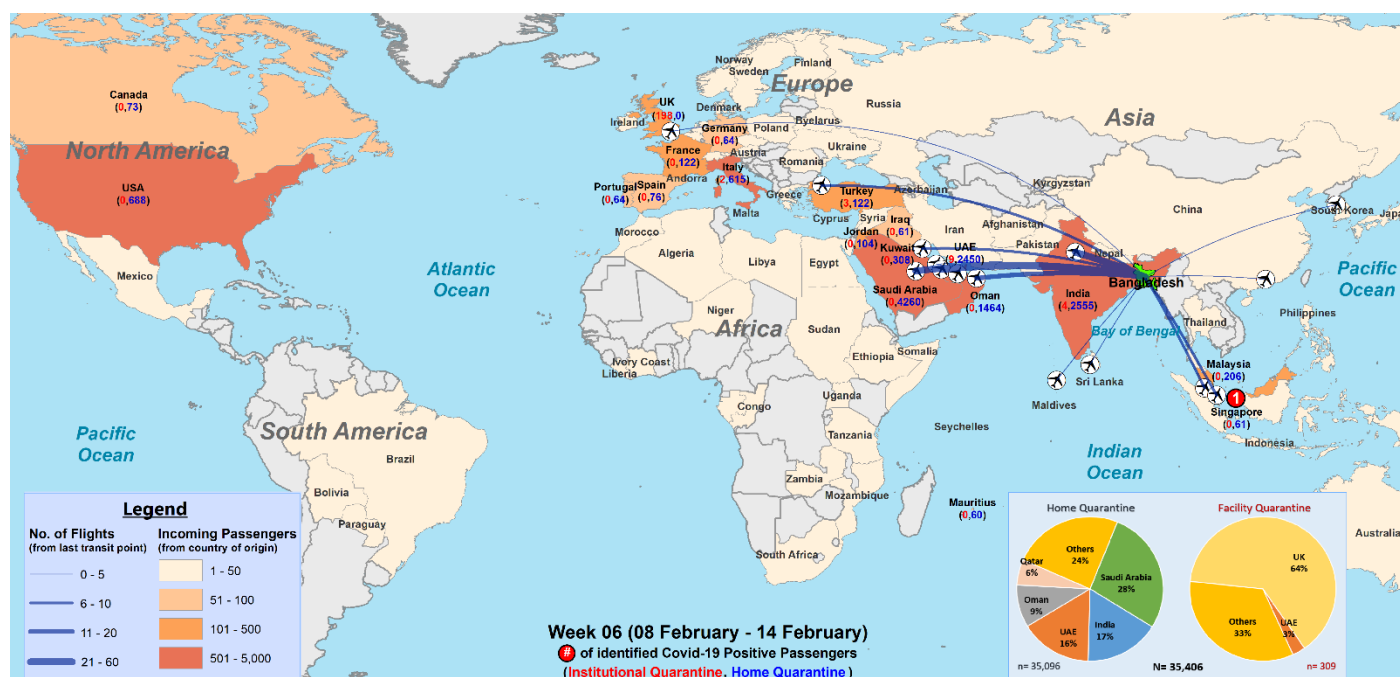 Norway
Finland
Sweden
Europe
Russia
Asia
Canada
(0,73)
UK
(198,0)
Denmark
Ireland
Germany
(0,64)
Poland
Byelarus
Ukraine
North America
France
(0,122)
Austria
Romania
Italy
(2,615)
Andorra
USA
(0,688)
Portugal
(0,64)
Spain
(0,76)
Greece
Turkey
(3,122)
Azerbaijan
Kyrgyzstan
China
South Korea
Malta
Cyprus
Syria
Iraq
(0,61)
Iran
Afghanistan
Morocco
Jordan
(0,104)
Pakistan
Nepal
Algeria
Libya
Egypt
Kuwait
(0,308)
UAE
(9,2450)
Mexico
Atlantic
Ocean
Bangladesh
Pacific
Ocean
Saudi Arabia
(0,4260)
Oman
(0,1464)
India
(4,2555)
Niger
Africa
Sudan
Bay of Bengal
Thailand
Philippines
Ivory Coast
Liberia
Ethiopia
Somalia
Malaysia
(0,206)
Sri Lanka
Maldives
1
Singapore
(0,61)
Indonesia
Uganda
Congo
Seychelles
Pacific
Ocean
South America
Brazil
Tanzania
Indian
Ocean
Bolivia
Zambia
Mozambique
Mauritius
(0,60)
Paraguay
South Africa
Australia
Legend
No. of Flights
(from last transit point)
0 - 5
6 - 10
11 - 20
21 - 60
Incoming Passengers
(from country of origin)
1 - 50
51 - 100
101 - 500
501 - 5,000
Week 06 (08 February - 14 February)
# of identified Covid-19 Positive Passengers
(Institutional Quarantine, Home Quarantine)
Home Quarantine
Others
24%
Qatar
6%
Saudi Arabia
28%
Oman
9%
UAE
16%
India
17%
n= 35,096
N= 35,406
Facility Quarantine
UK
64%
Others
33%
UAE
3%
n= 309